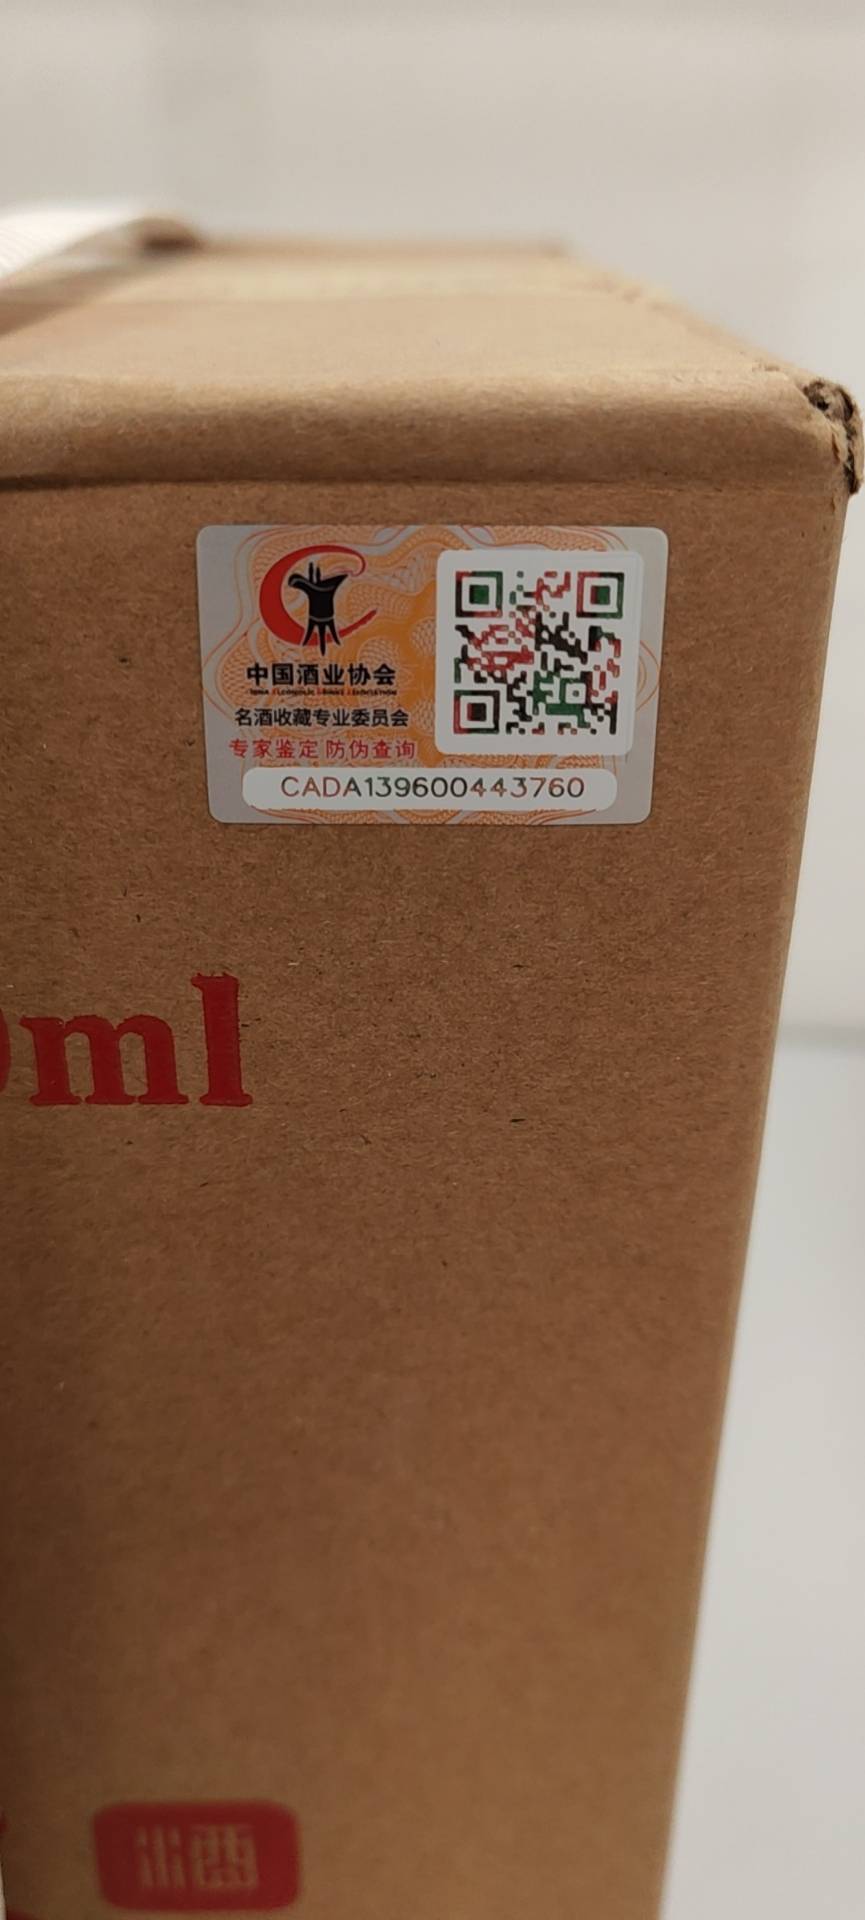 中国酒业协会
名酒收藏专业委员会
专家鉴定 防伪查询
CADA139600443760
ml
酒